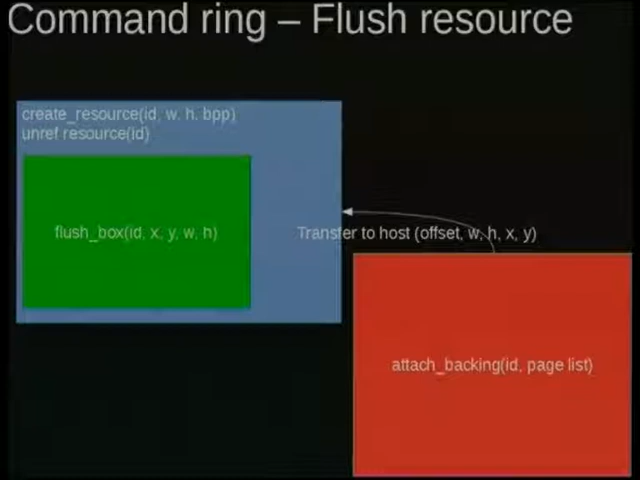 Command ring – Flush resource
create_resource(id, w, h, bpp)
unref resource(id)
flush_box(id, x, y, w, h)
Transfer to host (offset, w, h, x, y)
attach_backing(id, page list)